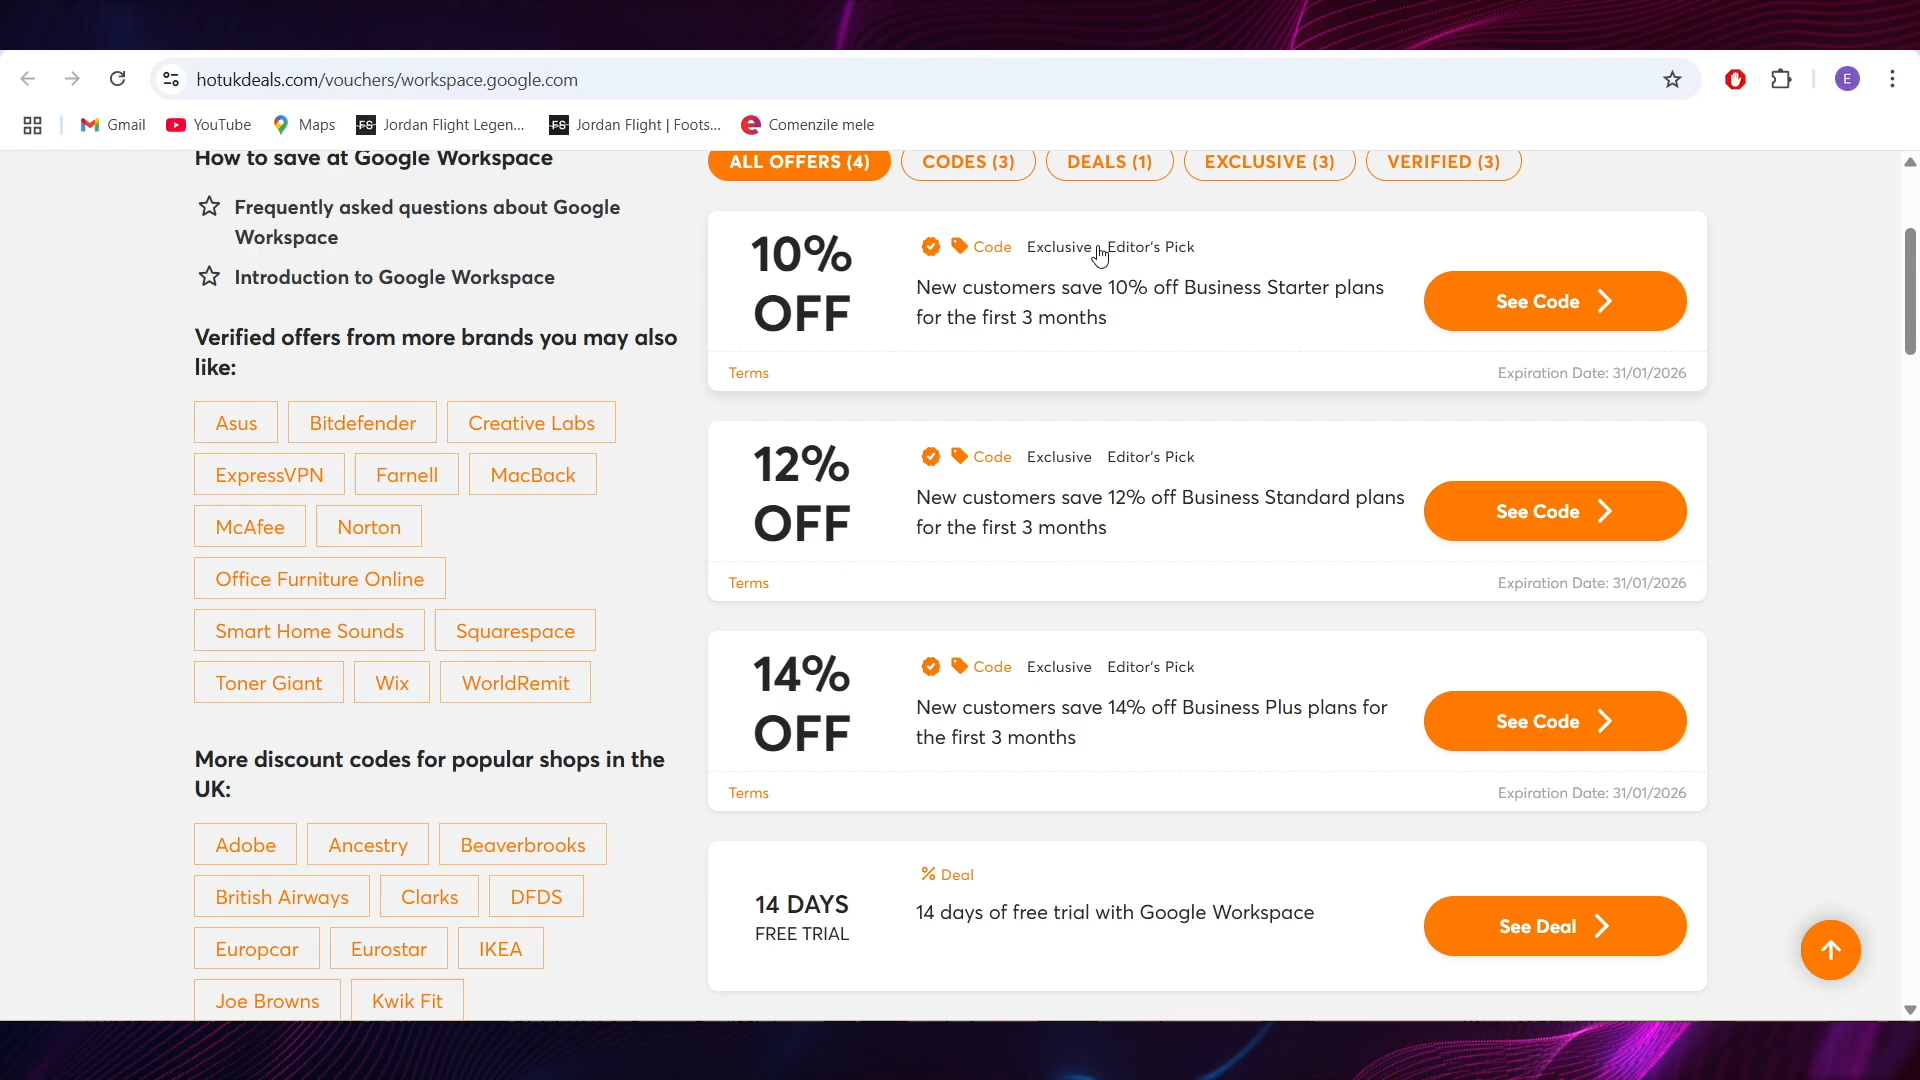 hotukdeals.com/vouchers/workspace.google.com
E
Gmail
YouTube
Maps
FS
Jordan Flight Legen...
FS
Jordan Flight | Foots...
Comenzile mele
How to save at Google Workspace
Frequently asked questions about Google
Workspace
Introduction to Google Workspace
Verified offers from more brands you may also
like:
Asus
Bitdefender
Creative Labs
ExpressVPN
Farnell
MacBack
McAfee
Norton
Office Furniture Online
Smart Home Sounds
Squarespace
Toner Giant
Wix
WorldRemit
More discount codes for popular shops in the
UK:
Adobe
Ancestry
Beaverbrooks
British Airways
Clarks
DFDS
Europcar
Eurostar
IKEA
Joe Browns
Kwik Fit
ALL OFFERS (4)
CODES (3)
DEALS (1)
EXCLUSIVE (3)
VERIFIED (3)
10%
OFF
Code Exclusive Editor's Pick
New customers save 10% off Business Starter plans
for the first 3 months
See Code
Terms
Expiration Date: 31/01/2026
12%
OFF
Code Exclusive Editor's Pick
New customers save 12% off Business Standard plans
for the first 3 months
See Code
Terms
Expiration Date: 31/01/2026
14%
OFF
Code Exclusive Editor's Pick
New customers save 14% off Business Plus plans for
the first 3 months
See Code
Terms
Expiration Date: 31/01/2026
14 DAYS
FREE TRIAL
% Deal
14 days of free trial with Google Workspace
See Deal